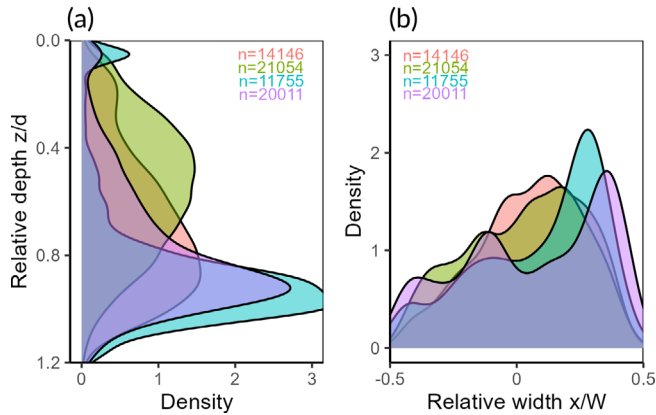 (a)
n=14146
n=21054
n=11755
n=20011
0.0
0.4
0.8
1.2
Relative depth z/d
0 1 2 3
Density
(b)
n=14146
n=21054
n=11755
n=20011
3
2
1
0
Density
-0.5 0 0.5
Relative width x/W